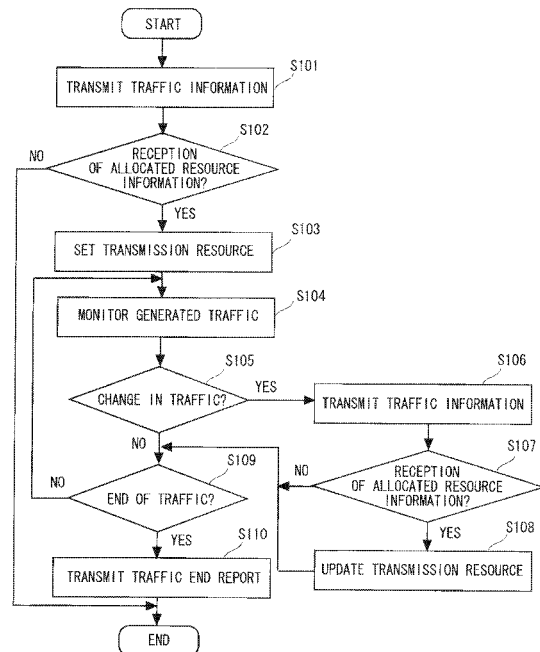 START
S101
TRANSMIT TRAFFIC INFORMATION
S102
NO
RECEPTION
OF ALLOCATED RESOURCE
INFORMATION?
YES
S103
SET TRANSMISSION RESOURCE
S104
MONITOR GENERATED TRAFFIC
S105
CHANGE IN TRAFFIC?
YES
NO
S106
TRANSMIT TRAFFIC INFORMATION
S107
NO
RECEPTION
OF ALLOCATED RESOURCE
INFORMATION?
YES
S108
UPDATE TRANSMISSION RESOURCE
S109
NO
END OF TRAFFIC?
YES
S110
TRANSMIT TRAFFIC END REPORT
END